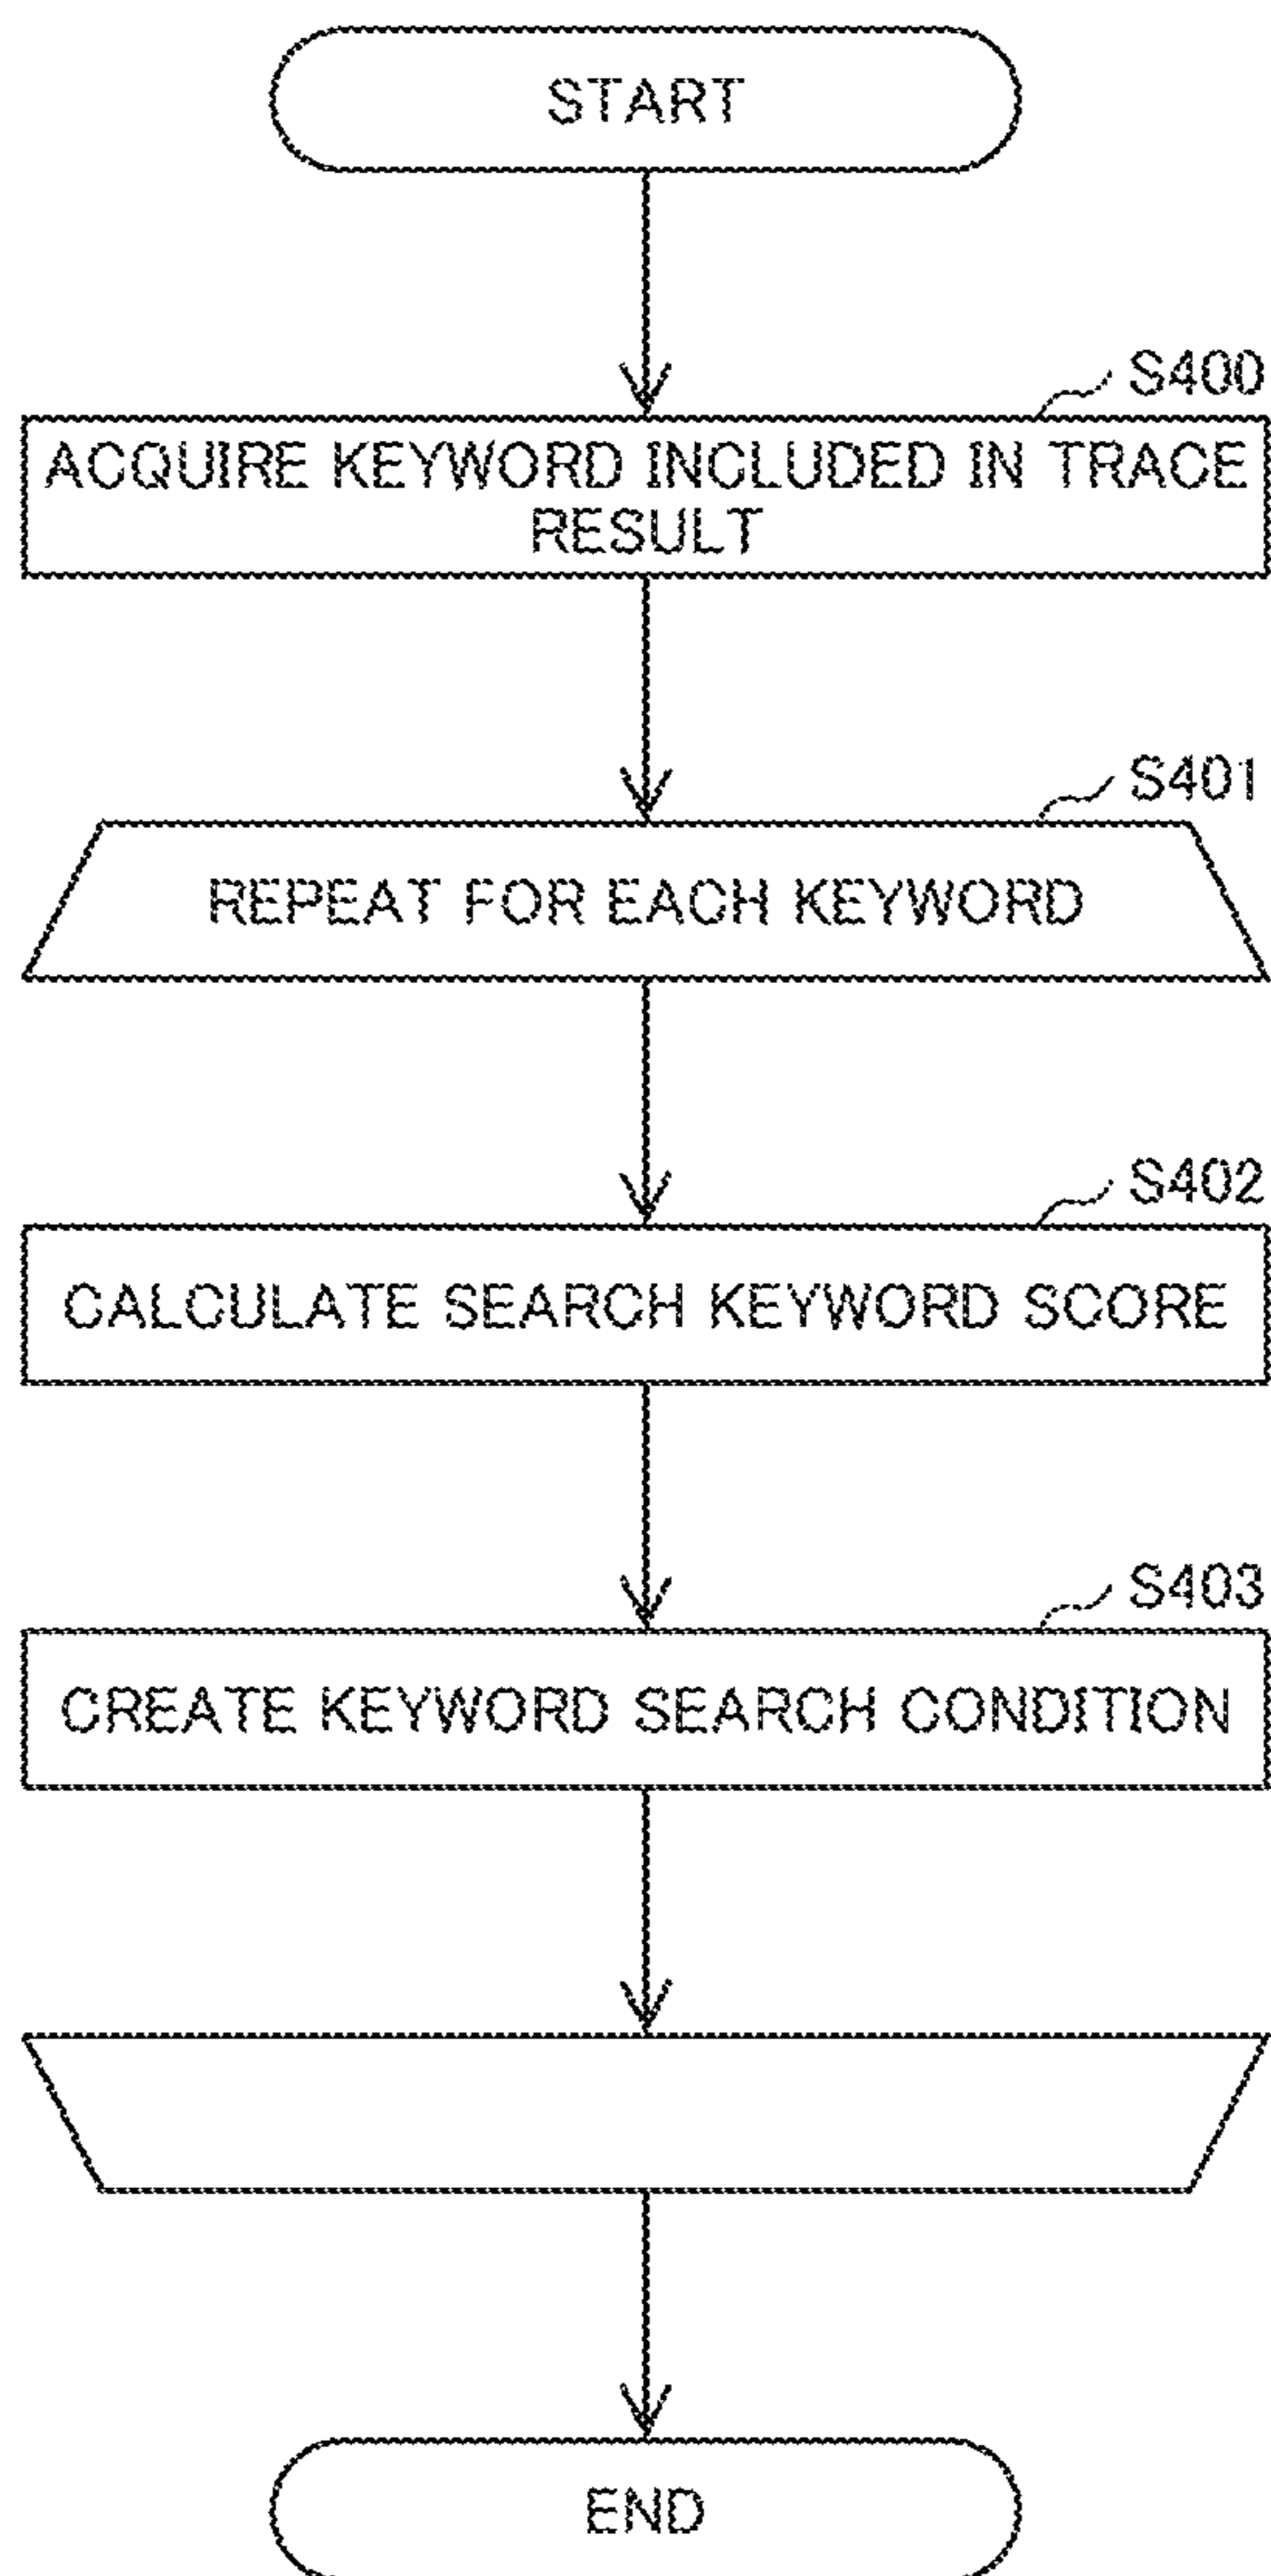 START
S400
ACQUIRE KEYWORD INCLUDED IN TRACE
RESULT
S401
REPEAT FOR EACH KEYWORD
S402
CALCULATE SEARCH KEYWORD SCORE
S403
CREATE KEYWORD SEARCH CONDITION
END